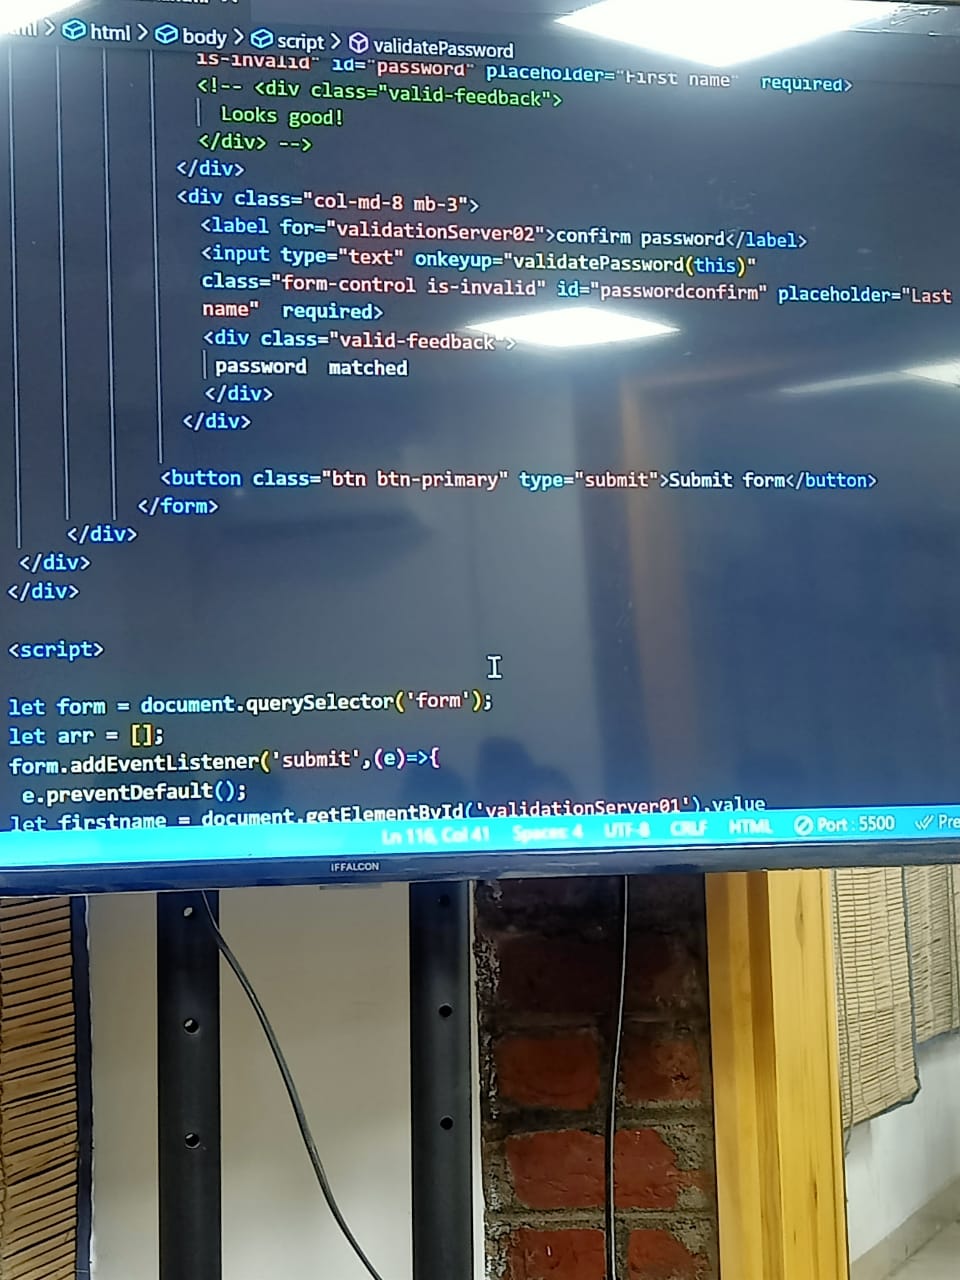 html > body > script > validatePassword
is-invalid" id="password" placeholder="First name"  required>
<!-- <div class="valid-feedback">
Looks good!
</div> -->
</div>
<div class="col-md-8 mb-3">
<label for="validationServer02">confirm password</label>
<input type="text" onkeyup="validatePassword(this)"
class="form-control is-invalid" id="passwordconfirm" placeholder="Last
name"  required>
<div class="valid-feedback">
password  matched
</div>
</div>
<button class="btn btn-primary" type="submit">Submit form</button>
</form>
</div>
</div>
</div>
<script>
let form = document.querySelector('form');
let arr = [];
form.addEventListener('submit',(e)=>{
e.preventDefault();
let firstname = document.getElementById('validationServer01').value
Ln 116, Col 41 Spaces: 4 UTF-8 CRLF HTML Port : 5500 Pre
IFFALCON